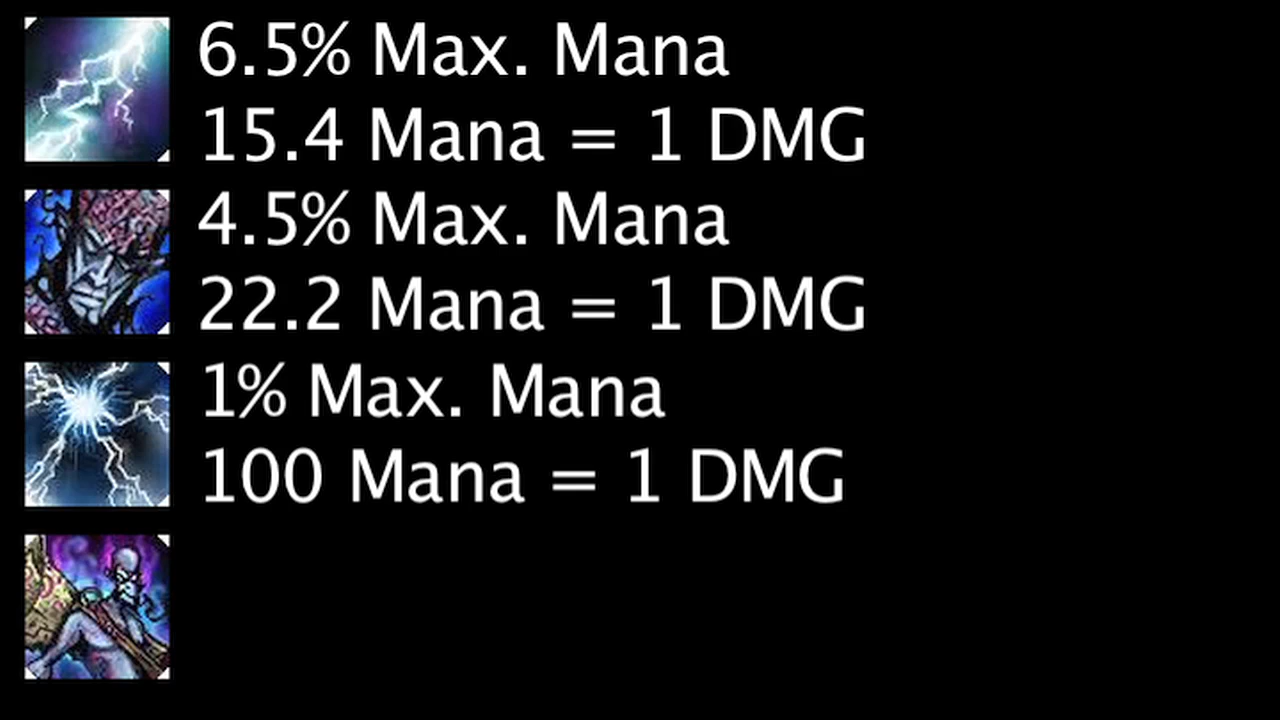 6.5% Max. Mana
15.4 Mana = 1 DMG
4.5% Max. Mana
22.2 Mana = 1 DMG
1% Max. Mana
100 Mana = 1 DMG